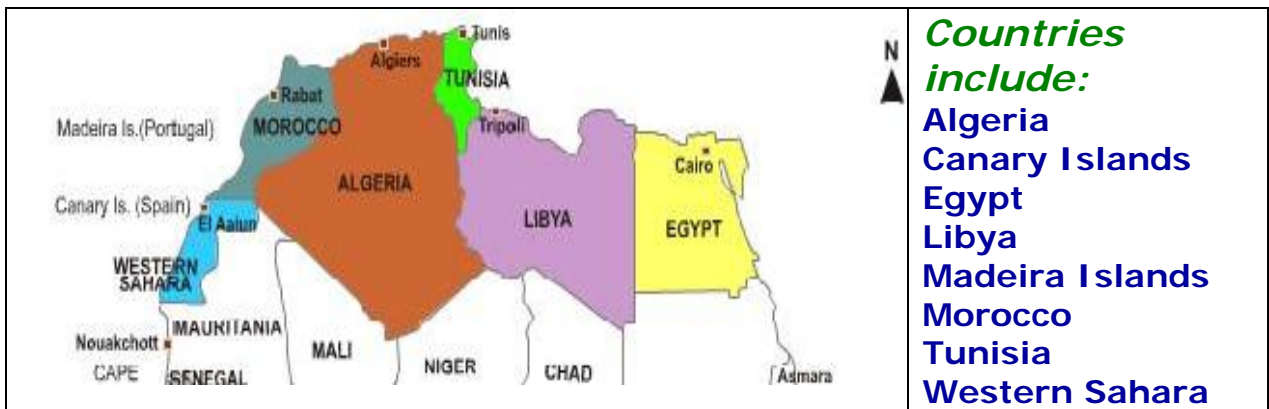 Tunis
Algiers
N
TUNISIA
Rabat
Madeira Is.(Portugal)
MOROCCO
Tripoli
Cairo
ALGERIA
Canary Is. (Spain)
El Aaiun
LIBYA
EGYPT
WESTERN
SAHARA
MAURITANIA
Nouakchott
MALI
NIGER
CHAD
CAPE
SENEGAL
Asmara
Countries
include:
Algeria
Canary Islands
Egypt
Libya
Madeira Islands
Morocco
Tunisia
Western Sahara